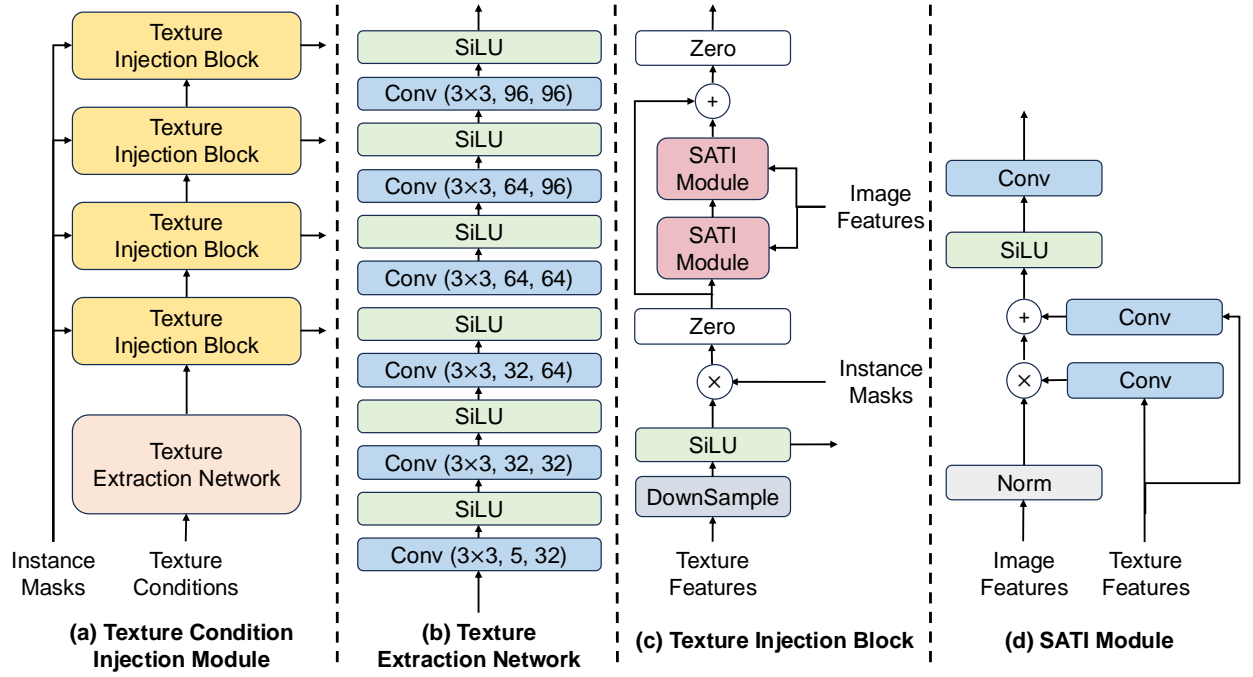 Texture
Injection Block
Texture
Injection Block
Texture
Injection Block
Texture
Injection Block
Texture
Extraction Network
Instance
Masks
Texture
Conditions
(a) Texture Condition
Injection Module
SiLU
Conv (3×3, 96, 96)
SiLU
Conv (3×3, 64, 96)
SiLU
Conv (3×3, 64, 64)
SiLU
Conv (3×3, 32, 64)
SiLU
Conv (3×3, 32, 32)
SiLU
Conv (3×3, 5, 32)
(b) Texture
Extraction Network
Zero
+
SATI
Module
SATI
Module
Image
Features
Zero
×
Instance
Masks
SiLU
DownSample
Texture
Features
(c) Texture Injection Block
Conv
SiLU
+
Conv
×
Conv
Norm
Image
Features
Texture
Features
(d) SATI Module